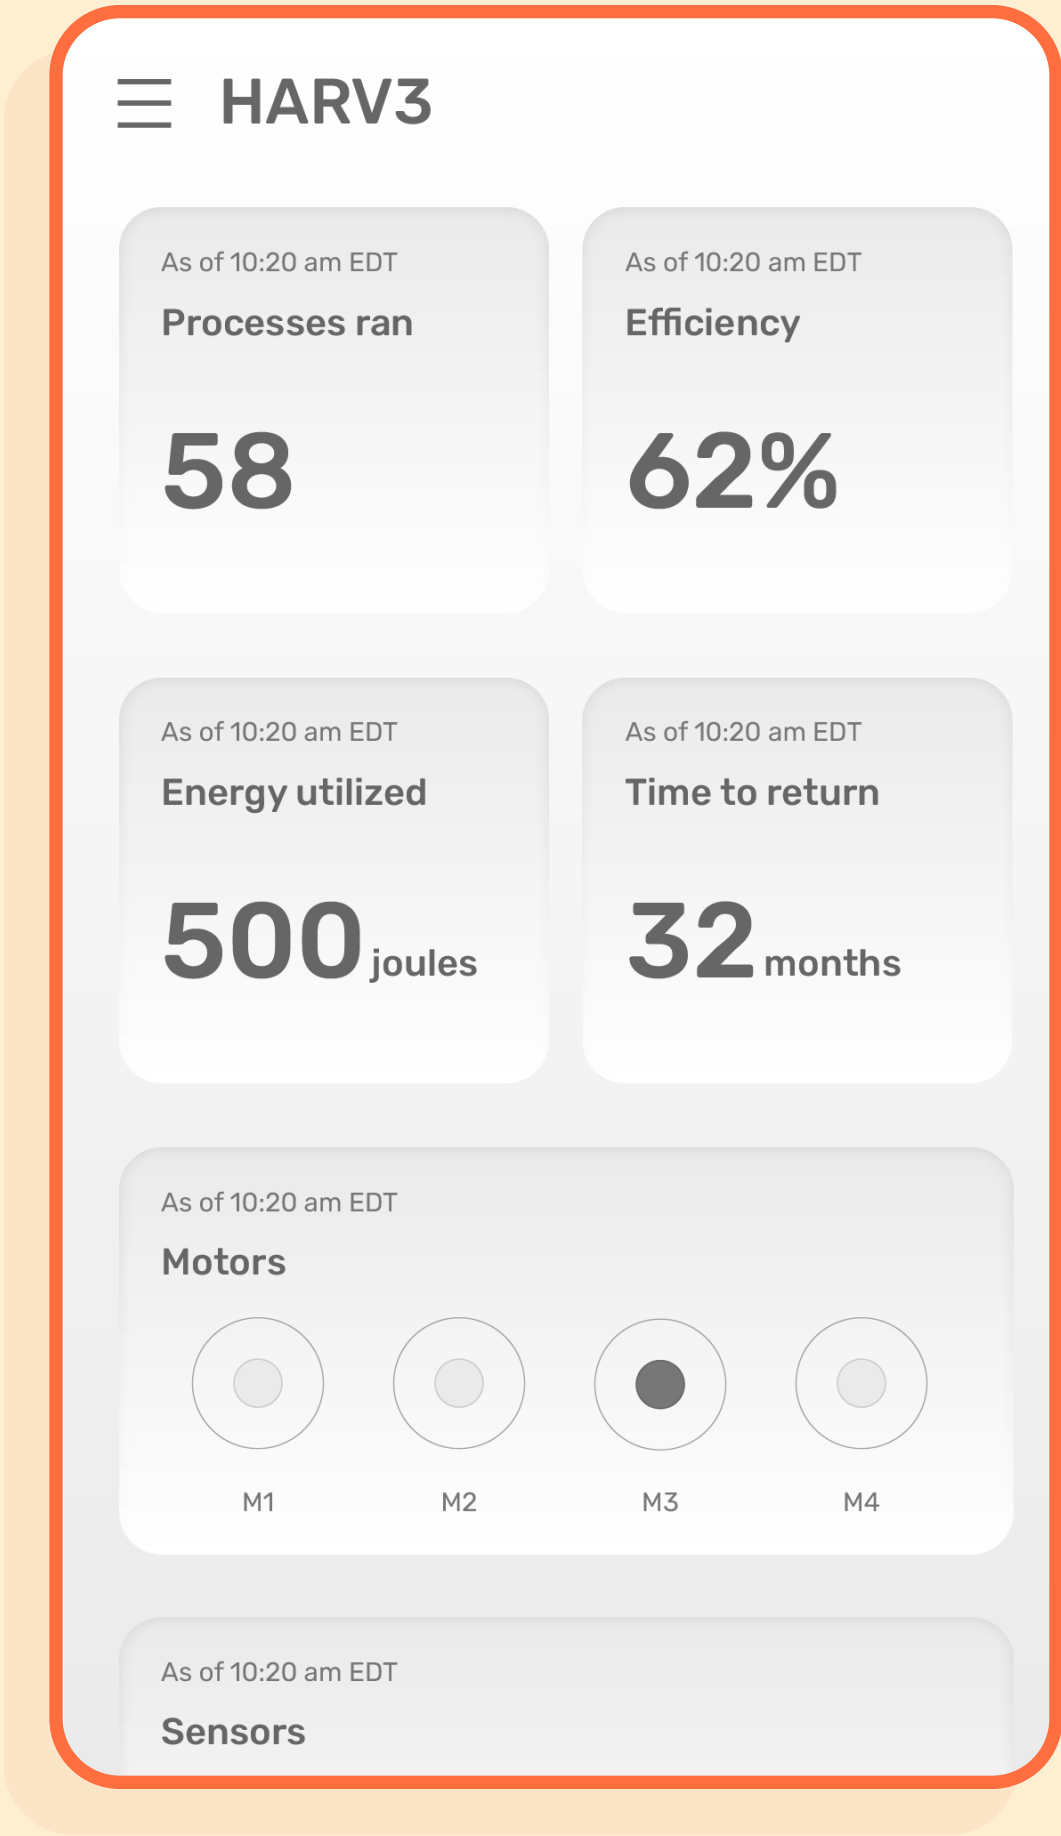 HARV3
As of 10:20 am EDT
Processes ran
58
As of 10:20 am EDT
Efficiency
62%
As of 10:20 am EDT
Energy utilized
500 joules
As of 10:20 am EDT
Time to return
32 months
As of 10:20 am EDT
Motors
M1
M2
M3
M4
As of 10:20 am EDT
Sensors